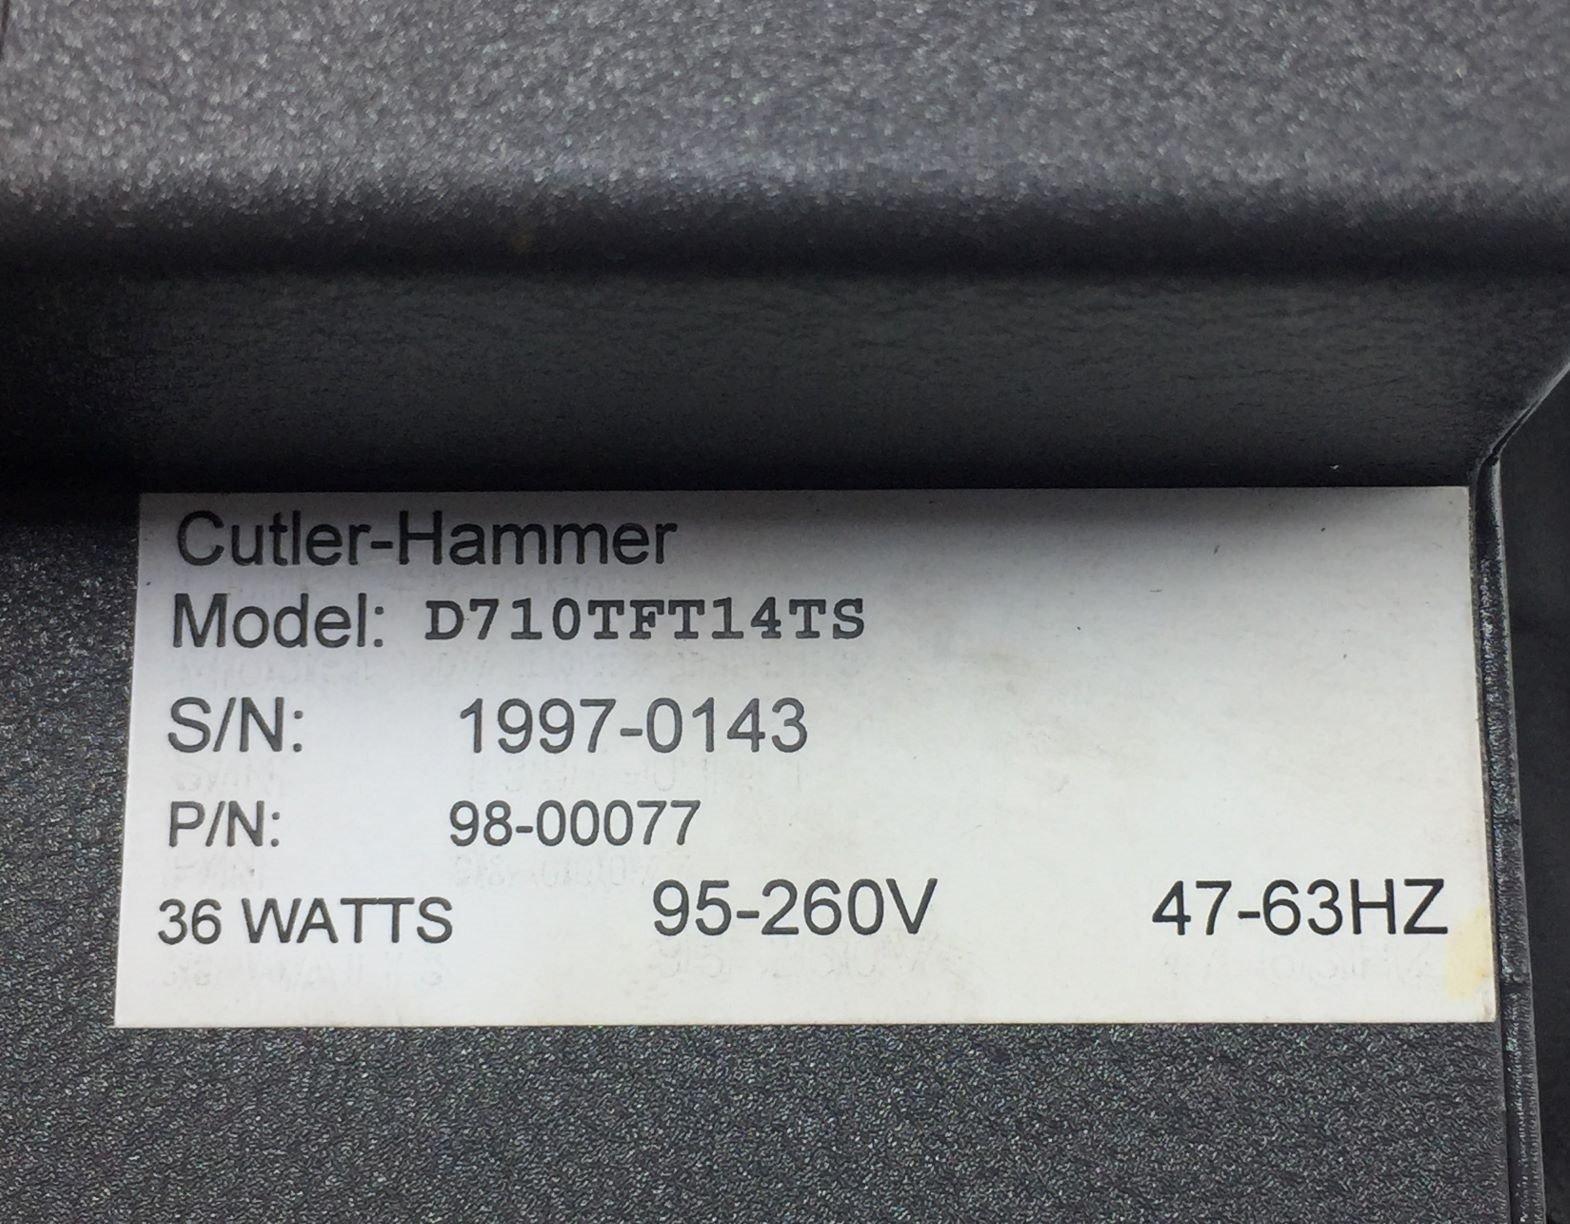 Cutler-Hammer
Model: D710TFT14TS
S/N: 1997-0143
P/N: 98-00077
36 WATTS 95-260V 47-63HZ